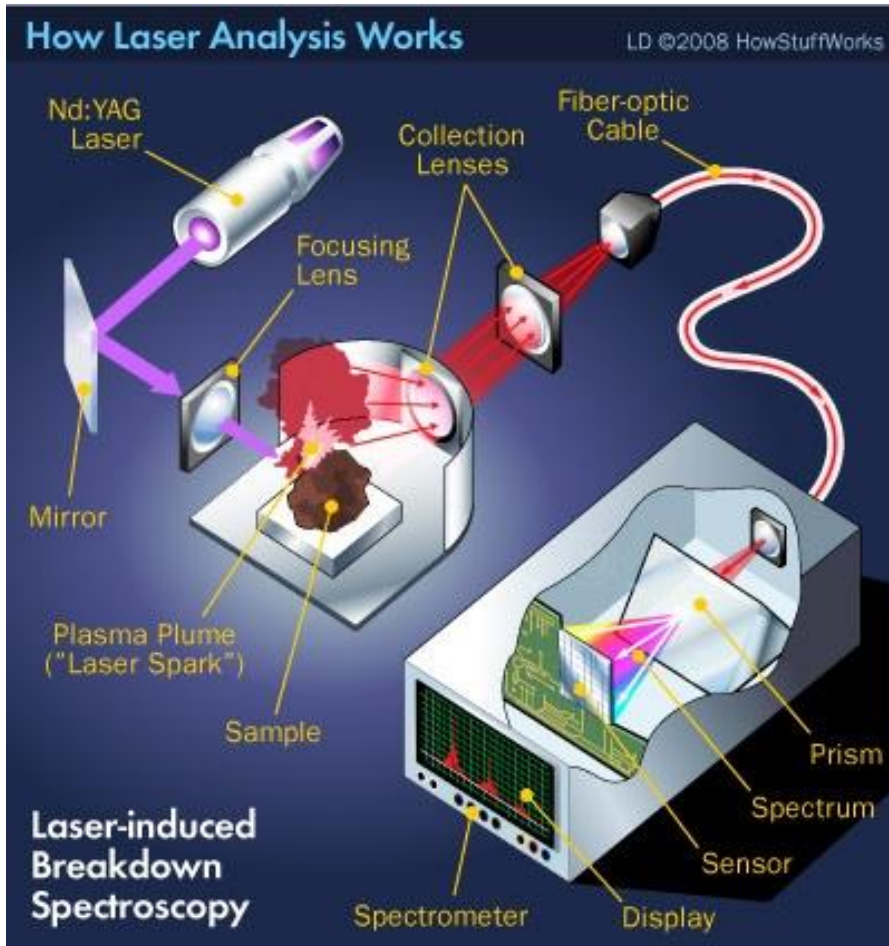 How Laser Analysis Works
LD ©2008 HowStuffWorks
Nd:YAG
Laser
Collection
Lenses
Fiber-optic
Cable
Focusing
Lens
Mirror
Plasma Plume
("Laser Spark")
Sample
Prism
Spectrum
Sensor
Laser-induced
Breakdown
Spectroscopy
Spectrometer
Display